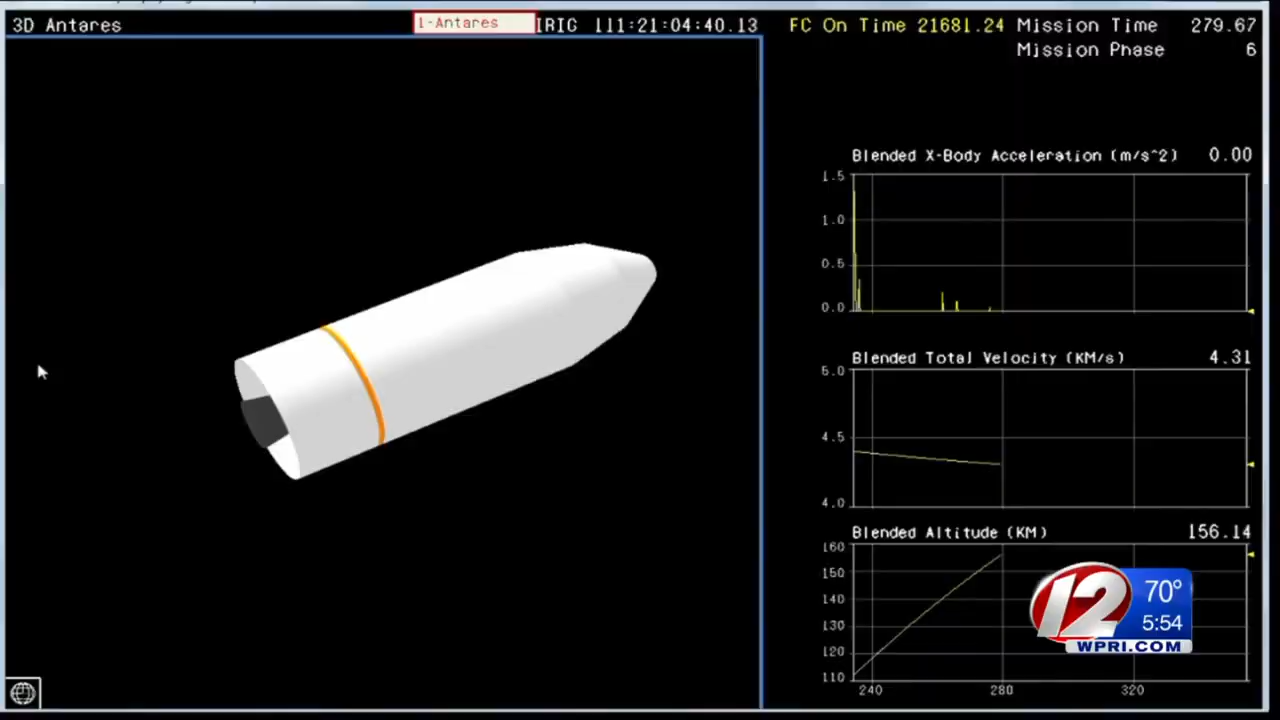 3D Antares
1-Antares
IRIG 111:21:04:40.13
FC On Time 21681.24
Mission Time 279.67
Mission Phase 6
Blended X-Body Acceleration (m/s^2) 0.00
1.5
1.0
0.5
0.0
Blended Total Velocity (KM/s) 4.31
5.0
4.5
4.0
Blended Altitude (KM) 156.14
160
150
140
130
120
110
240 280 320
12 70°
5:54
WPRI.COM